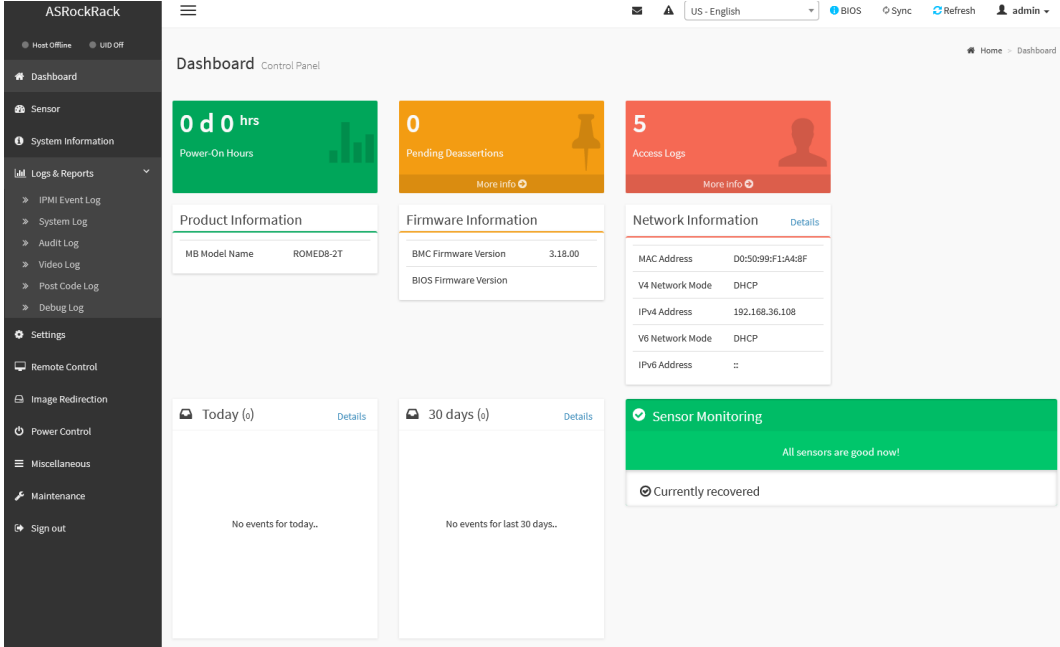 ASRockRack
US - English
BIOS
Sync
Refresh
admin
Host Offline
UID Off
Dashboard
Sensor
System Information
Logs & Reports
IPMI Event Log
System Log
Audit Log
Video Log
Post Code Log
Debug Log
Settings
Remote Control
Image Redirection
Power Control
Miscellaneous
Maintenance
Sign out
Dashboard Control Panel
Home > Dashboard
0 d 0 hrs
Power-On Hours
0
Pending Deassertions
More info
5
Access Logs
More info
Product Information
MB Model Name ROMED8-2T
Firmware Information
BMC Firmware Version 3.18.00
BIOS Firmware Version
Network Information Details
MAC Address D0:50:99:F1:A4:8F
V4 Network Mode DHCP
IPv4 Address 192.168.36.108
V6 Network Mode DHCP
IPv6 Address ::
Today (0) Details
No events for today..
30 days (0) Details
No events for last 30 days..
Sensor Monitoring
All sensors are good now!
Currently recovered